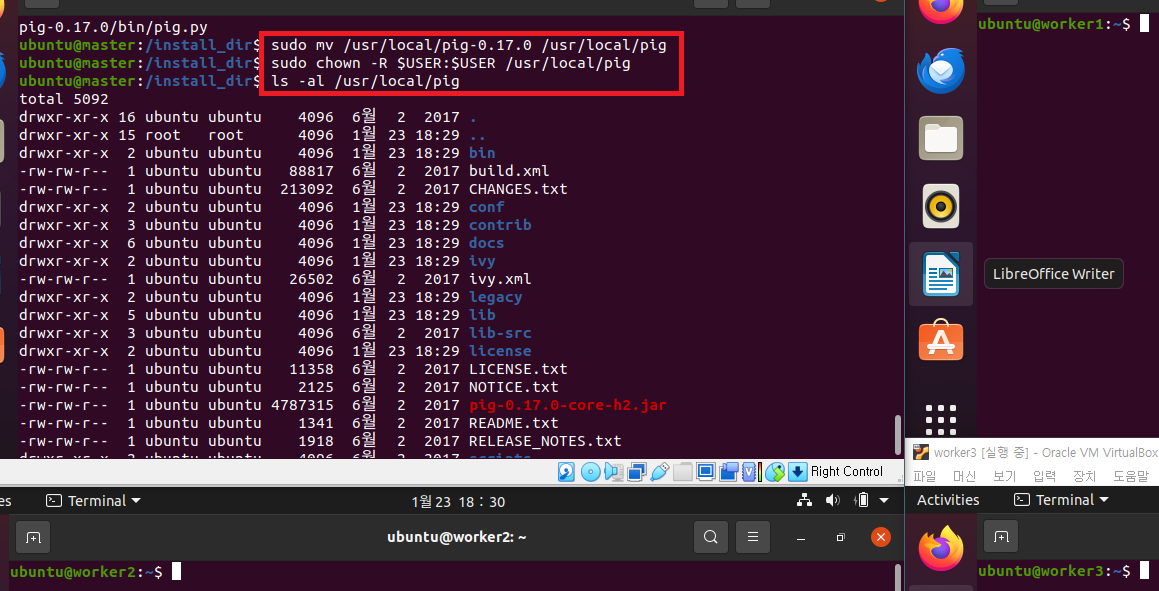 pig-0.17.0/bin/pig.py
ubuntu@master:/install_dir$ sudo mv /usr/local/pig-0.17.0 /usr/local/pig
ubuntu@master:/install_dir$ sudo chown -R $USER:$USER /usr/local/pig
ubuntu@master:/install_dir$ ls -al /usr/local/pig
total 5092
drwxr-xr-x 16 ubuntu ubuntu    4096  6월  2  2017 .
drwxr-xr-x 15 root   root      4096  1월 23 18:29 ..
drwxr-xr-x  2 ubuntu ubuntu    4096  1월 23 18:29 bin
-rw-rw-r--  1 ubuntu ubuntu   88817  6월  2  2017 build.xml
-rw-rw-r--  1 ubuntu ubuntu  213092  6월  2  2017 CHANGES.txt
drwxr-xr-x  2 ubuntu ubuntu    4096  1월 23 18:29 conf
drwxr-xr-x  3 ubuntu ubuntu    4096  1월 23 18:29 contrib
drwxr-xr-x  6 ubuntu ubuntu    4096  1월 23 18:29 docs
drwxr-xr-x  2 ubuntu ubuntu    4096  1월 23 18:29 ivy
-rw-rw-r--  1 ubuntu ubuntu   26502  6월  2  2017 ivy.xml
drwxr-xr-x  2 ubuntu ubuntu    4096  1월 23 18:29 legacy
drwxr-xr-x  5 ubuntu ubuntu    4096  1월 23 18:29 lib
drwxr-xr-x  3 ubuntu ubuntu    4096  1월 23 18:29 lib-src
drwxr-xr-x  2 ubuntu ubuntu    4096  1월 23 18:29 license
-rw-rw-r--  1 ubuntu ubuntu   11358  6월  2  2017 LICENSE.txt
-rw-rw-r--  1 ubuntu ubuntu    2125  6월  2  2017 NOTICE.txt
-rw-rw-r--  1 ubuntu ubuntu 4787315  6월  2  2017 pig-0.17.0-core-h2.jar
-rw-rw-r--  1 ubuntu ubuntu    1341  6월  2  2017 README.txt
-rw-rw-r--  1 ubuntu ubuntu    1918  6월  2  2017 RELEASE_NOTES.txt
Right Control
ubuntu@worker1:~$
LibreOffice Writer
worker3 [실행 중] - Oracle VM VirtualBox
파일 머신 보기 입력 장치 도움말
es Terminal 1월 23 18:30
ubuntu@worker2: ~
ubuntu@worker2:~$
Activities Terminal
ubuntu@worker3:~$